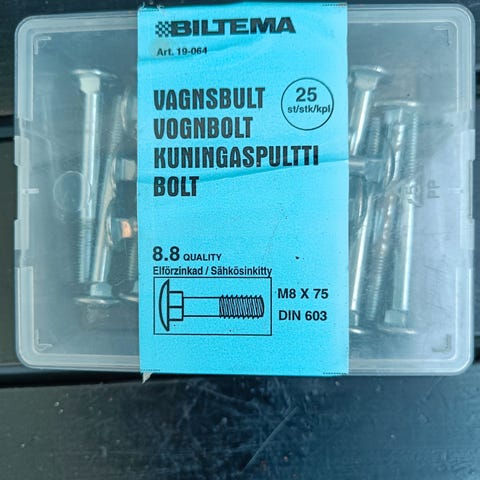 BILTEMA
Art. 19-064
VAGNSBULT
VOGNBOLT
KUNINGASPULTTI
BOLT
25
st/stk/kpl
8.8 QUALITY
Elförzinkad / Sähkösinkitty
M8 X 75
DIN 603
PP